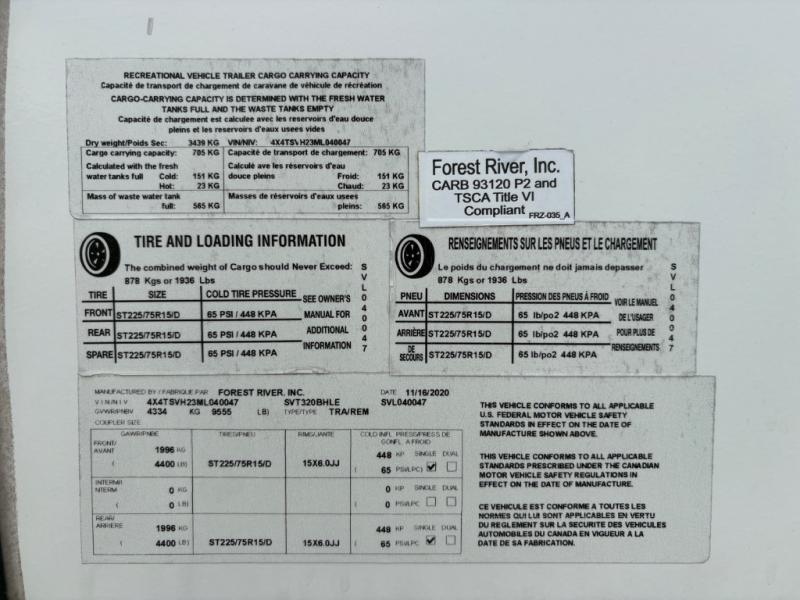 RECREATIONAL VEHICLE TRAILER CARGO CARRYING CAPACITY
Capacité de transport de chargement de caravane de véhicule de récréation
CARGO-CARRYING CAPACITY IS DETERMINED WITH THE FRESH WATER
TANKS FULL AND THE WASTE TANKS EMPTY
Capacité de chargement est calculee avec les reservoirs d'eau douce
pleins et les reservoirs d'eaux usees vides
Dry weight/Poids Sec: 3439 KG VIN/NIV: 4X4TSVH23ML040047
Cargo carrying capacity: 705 KG Capacité de transport de chargement: 705 KG
Calculated with the fresh Calculé ave les réservoirs d'eau
water tanks full Cold: 151 KG douce pleins Froid: 151 KG
Hot: 23 KG Chaud: 23 KG
Mass of waste water tank Masses de réservoirs d'eaux usees
full: 565 KG pleins: 565 KG
Forest River, Inc.
CARB 93120 P2 and
TSCA Title VI
Compliant FRZ-035_A
TIRE AND LOADING INFORMATION
The combined weight of Cargo should Never Exceed:
878 Kgs or 1936 Lbs
TIRE SIZE COLD TIRE PRESSURE SEE OWNER'S
FRONT ST225/75R15/D 65 PSI / 448 KPA MANUAL FOR
REAR ST225/75R15/D 65 PSI / 448 KPA ADDITIONAL
SPARE ST225/75R15/D 65 PSI / 448 KPA INFORMATION
SVL040047
RENSEIGNEMENTS SUR LES PNEUS ET LE CHARGEMENT
Le poids du chargement ne doit jamais depasser
878 Kgs or 1936 Lbs
PNEU DIMENSIONS PRESSION DES PNEUS À FROID VOIR LE MANUEL
AVANT ST225/75R15/D 65 lb/po2 448 KPA DE L'USAGER
ARRIÈRE ST225/75R15/D 65 lb/po2 448 KPA POUR PLUS DE
DE SECOURS ST225/75R15/D 65 lb/po2 448 KPA RENSEIGNEMENTS
SVL040047
MANUFACTURED BY / FABRIQUE PAR FOREST RIVER, INC. DATE 11/16/2020
V I N / N I V 4X4TSVH23ML040047 SVT320BHLE SVL040047
GVWR/PNBV 4334 KG 9555 LB) TYPE/TYPE TRA/REM
COUPLER SIZE
GAWR/PNBE TIRES/PNEU RIMS/JANTE COLD INFL PRESS/PRESS DE
GONFL A FROID
FRONT/
AVANT 1996 KG 448 KP SINGLE DUAL
( 4400 LB) ST225/75R15/D 15X6.0JJ ( 65 PSI/LPC)
INTERMR
NTERM 0 KG 0 KP SINGLE DUAL
( 0 LB) ( 0 PSI/LPC
REAR/
ARRIERE 1996 KG 448 KP SINGLE DUAL
( 4400 LB) ST225/75R15/D 15X6.0JJ ( 65 PSI/LPC
THIS VEHICLE CONFORMS TO ALL APPLICABLE
U.S. FEDERAL MOTOR VEHICLE SAFETY
STANDARDS IN EFFECT ON THE DATE OF
MANUFACTURE SHOWN ABOVE.
THIS VEHICLE CONFORMS TO ALL APPLICABLE
STANDARDS PRESCRIBED UNDER THE CANADIAN
MOTOR VEHICLE SAFETY REGULATIONS IN
EFFECT ON THE DATE OF MANUFACTURE.
CE VEHICULE EST CONFORME A TOUTES LES
NORMES QUI LUI SONT APPLICABLES EN VERTU
DU REGLEMENT SUR LA SECURITE DES VEHICULES
AUTOMOBILES DU CANADA EN VIGUEUR A LA
DATE DE SA FABRICATION.